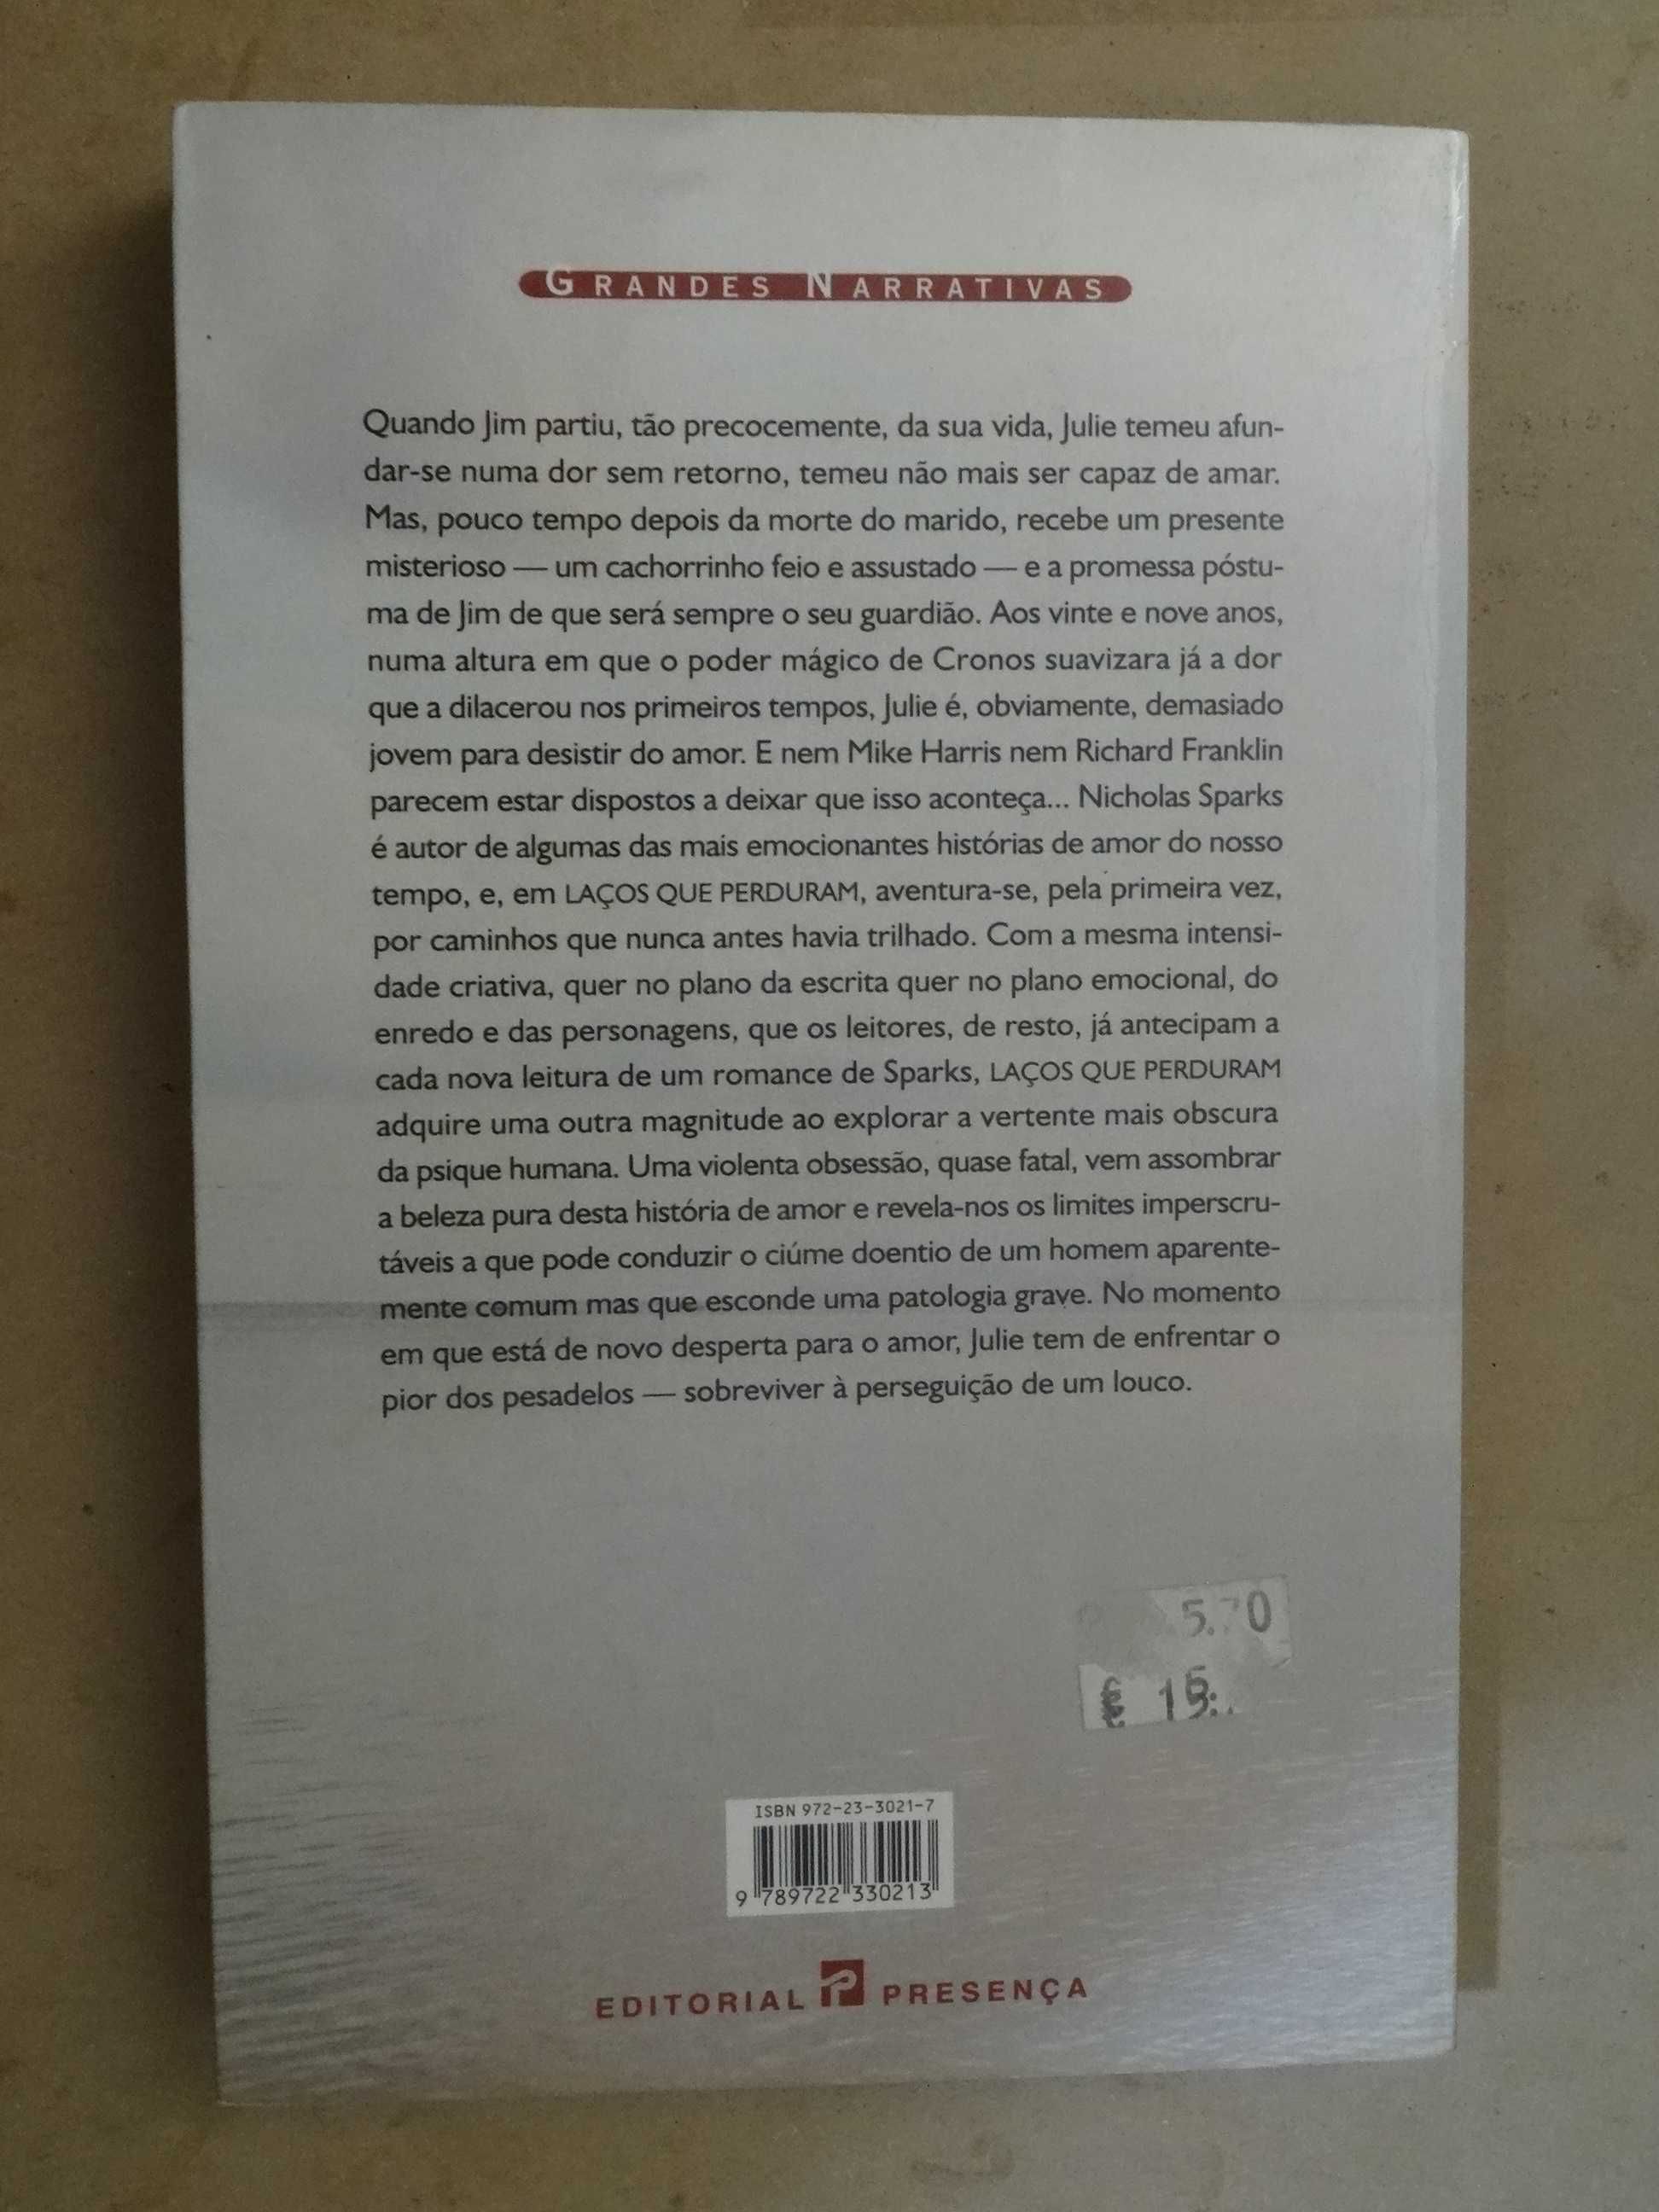 GRANDES NARRATIVAS
Quando Jim partiu, tão precocemente, da sua vida, Julie temeu afun-
dar-se numa dor sem retorno, temeu não mais ser capaz de amar.
Mas, pouco tempo depois da morte do marido, recebe um presente
misterioso — um cachorrinho feio e assustado — e a promessa póstu-
ma de Jim de que será sempre o seu guardião. Aos vinte e nove anos,
numa altura em que o poder mágico de Cronos suavizara já a dor
que a dilacerou nos primeiros tempos, Julie é, obviamente, demasiado
jovem para desistir do amor. E nem Mike Harris nem Richard Franklin
parecem estar dispostos a deixar que isso aconteça... Nicholas Sparks
é autor de algumas das mais emocionantes histórias de amor do nosso
tempo, e, em LAÇOS QUE PERDURAM, aventura-se, pela primeira vez,
por caminhos que nunca antes havia trilhado. Com a mesma intensi-
dade criativa, quer no plano da escrita quer no plano emocional, do
enredo e das personagens, que os leitores, de resto, já antecipam a
cada nova leitura de um romance de Sparks, LAÇOS QUE PERDURAM
adquire uma outra magnitude ao explorar a vertente mais obscura
da psique humana. Uma violenta obsessão, quase fatal, vem assombrar
a beleza pura desta história de amor e revela-nos os limites imperscru-
táveis a que pode conduzir o ciúme doentio de um homem aparente-
mente comum mas que esconde uma patologia grave. No momento
em que está de novo desperta para o amor, Julie tem de enfrentar o
pior dos pesadelos — sobreviver à perseguição de um louco.
5.70
ISBN 972-23-3021-7
9 789722 330213
EDITORIAL PRESENÇA